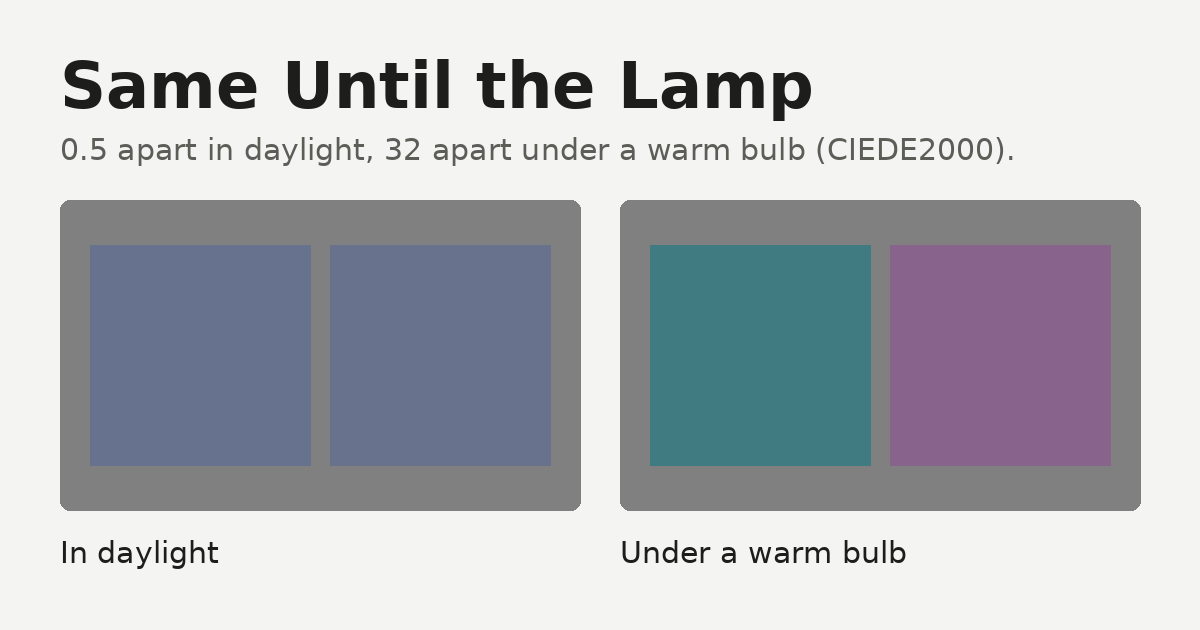 Same Until the Lamp
0.5 apart in daylight, 32 apart under a warm bulb (CIEDE2000).
In daylight
Under a warm bulb